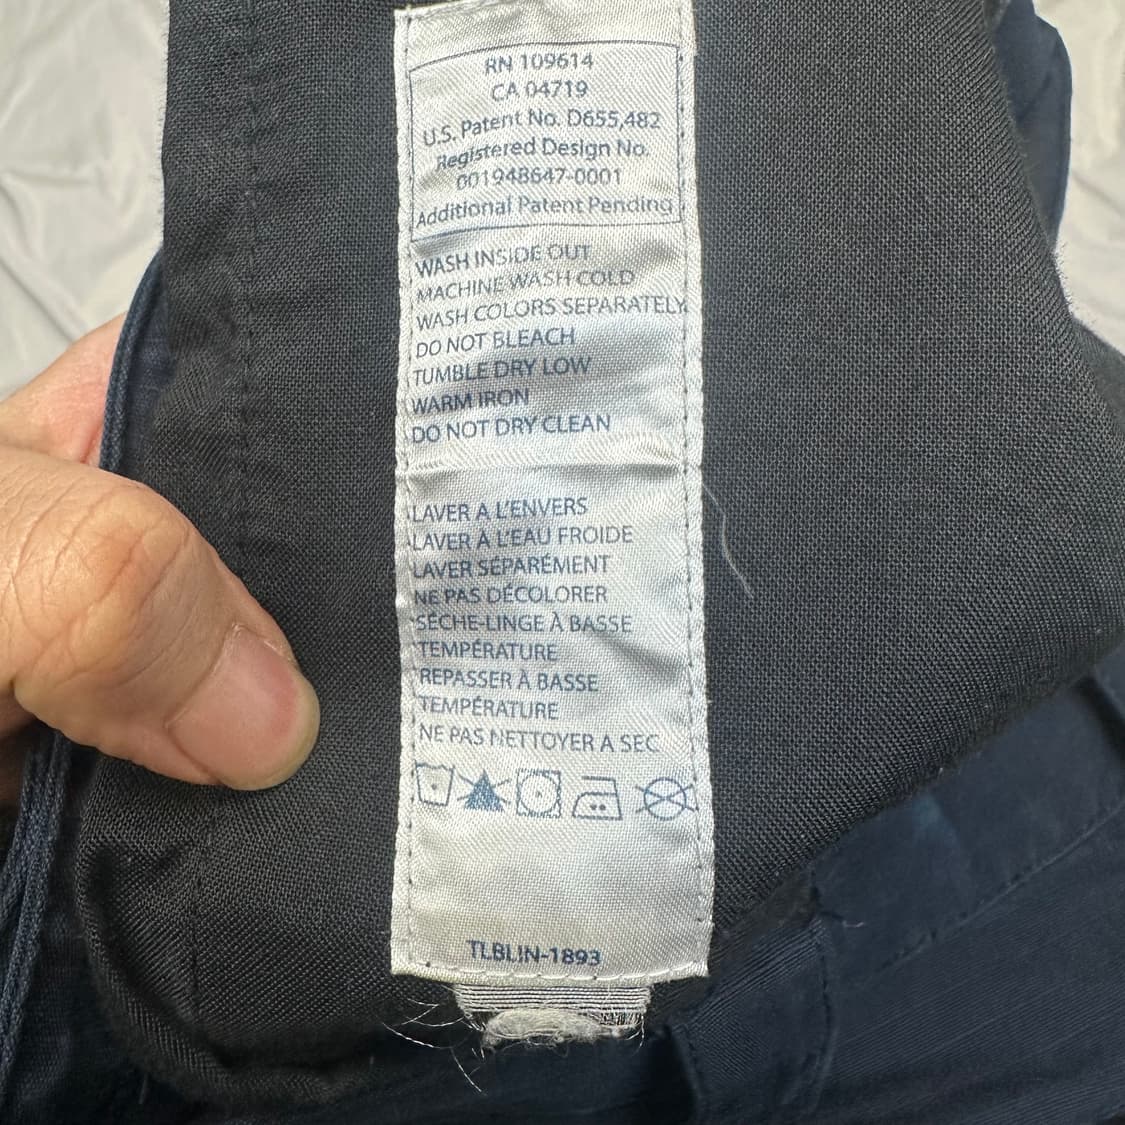 RN 109614
CA 04719
U.S. Patent No. D655,482
Registered Design No.
001948647-0001
Additional Patent Pending
WASH INSIDE OUT
MACHINE WASH COLD
WASH COLORS SEPARATELY
DO NOT BLEACH
TUMBLE DRY LOW
WARM IRON
DO NOT DRY CLEAN
LAVER A L'ENVERS
LAVER À L'EAU FROIDE
LAVER SÉPARÉMENT
NE PAS DÉCOLORER
SÉCHE-LINGE À BASSE
TEMPÉRATURE
REPASSER À BASSE
TEMPÉRATURE
NE PAS NETTOYER A SEC
TLBLIN-1893